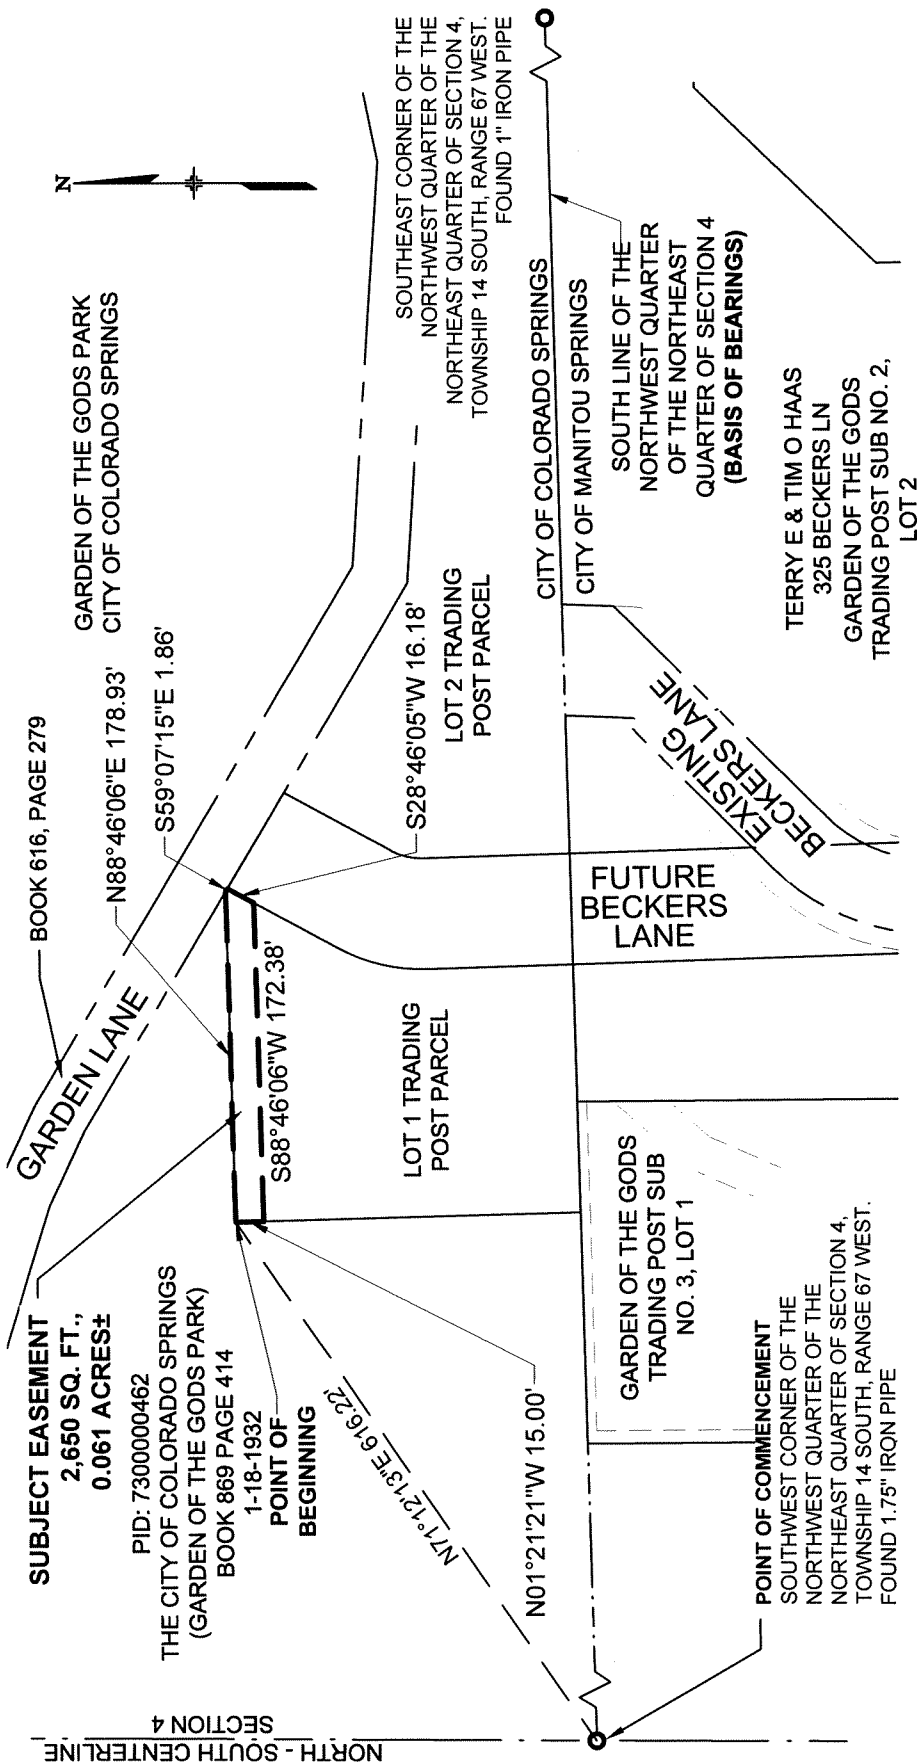 SUBJECT EASEMENT
2,650 SQ. FT.,
0.061 ACRES±
PID: 7300000462
THE CITY OF COLORADO SPRINGS
(GARDEN OF THE GODS PARK)
BOOK 869 PAGE 414
1-18-1932
POINT OF
BEGINNING
GARDEN LANE
BOOK 616, PAGE 279
N88°46'06"E 178.93'
S59°07'15"E 1.86'
GARDEN OF THE GODS PARK
CITY OF COLORADO SPRINGS
N
SOUTHEAST CORNER OF THE
NORTHWEST QUARTER OF THE
NORTHEAST QUARTER OF SECTION 4,
TOWNSHIP 14 SOUTH, RANGE 67 WEST.
FOUND 1" IRON PIPE
S88°46'06"W 172.38'
S28°46'05"W 16.18'
LOT 2 TRADING
POST PARCEL
LOT 1 TRADING
POST PARCEL
N71°12'13"E 616.22'
N01°21'21"W 15.00'
NORTH - SOUTH CENTERLINE
SECTION 4
CITY OF COLORADO SPRINGS
CITY OF MANITOU SPRINGS
SOUTH LINE OF THE
NORTHWEST QUARTER
OF THE NORTHEAST
QUARTER OF SECTION 4
(BASIS OF BEARINGS)
FUTURE
BECKERS
LANE
EXISTING
BECKERS LANE
GARDEN OF THE GODS
TRADING POST SUB
NO. 3, LOT 1
TERRY E & TIM O HAAS
325 BECKERS LN
GARDEN OF THE GODS
TRADING POST SUB NO. 2,
LOT 2
POINT OF COMMENCEMENT
SOUTHWEST CORNER OF THE
NORTHWEST QUARTER OF THE
NORTHEAST QUARTER OF SECTION 4,
TOWNSHIP 14 SOUTH, RANGE 67 WEST.
FOUND 1.75" IRON PIPE